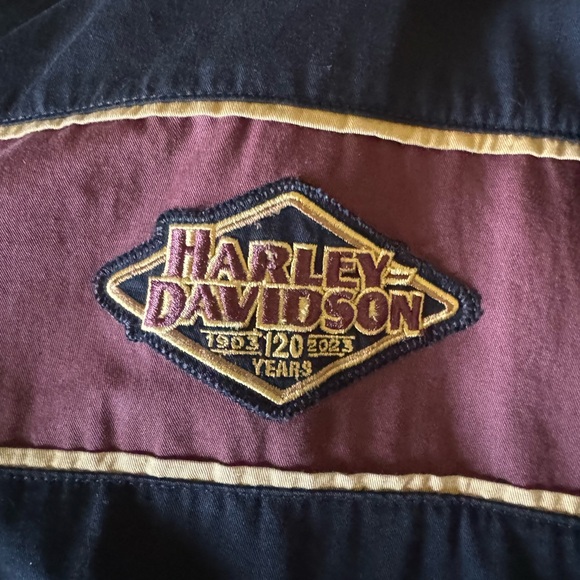 HARLEY-
DAVIDSON
1903 120 2023
YEARS